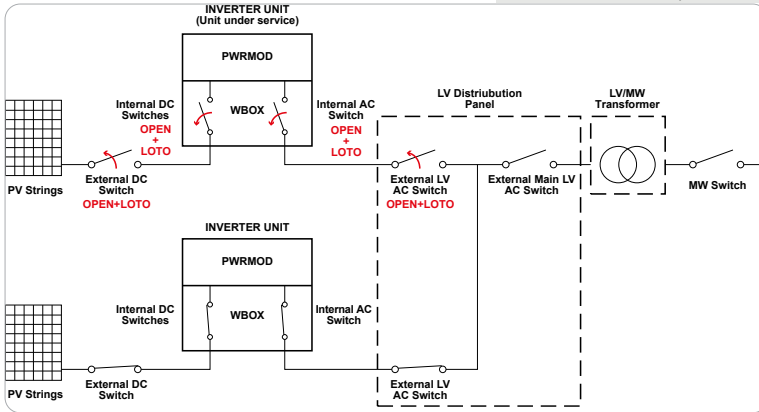 INVERTER UNIT
(Unit under service)
PWRMOD
WBOX
Internal DC
Switches
OPEN
+
LOTO
Internal AC
Switch
OPEN
+
LOTO
LV Distriubution
Panel
LV/MW
Transformer
PV Strings
External DC
Switch
OPEN+LOTO
External LV
AC Switch
OPEN+LOTO
External Main LV
AC Switch
MW Switch
INVERTER UNIT
PWRMOD
WBOX
Internal DC
Switches
Internal AC
Switch
PV Strings
External DC
Switch
External LV
AC Switch